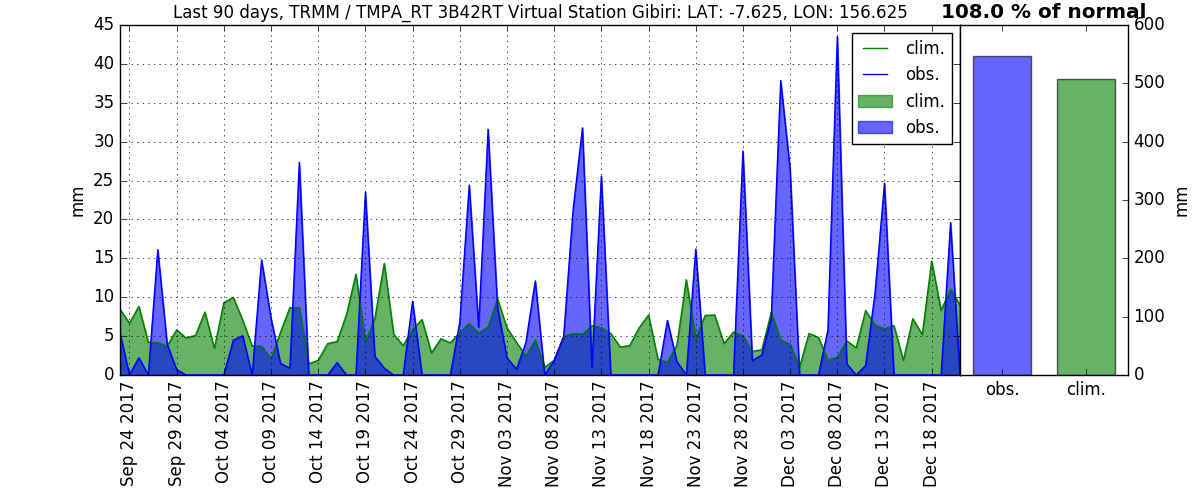 Last 90 days, TRMM / TMPA_RT 3B42RT Virtual Station Gibiri: LAT: -7.625, LON: 156.625
108.0 % of normal
45
40
35
30
25
20
15
10
5
0
mm
clim.
obs.
clim.
obs.
600
500
400
300
200
100
0
mm
obs.
clim.
Sep 24 2017
Sep 29 2017
Oct 04 2017
Oct 09 2017
Oct 14 2017
Oct 19 2017
Oct 24 2017
Oct 29 2017
Nov 03 2017
Nov 08 2017
Nov 13 2017
Nov 18 2017
Nov 23 2017
Nov 28 2017
Dec 03 2017
Dec 08 2017
Dec 13 2017
Dec 18 2017